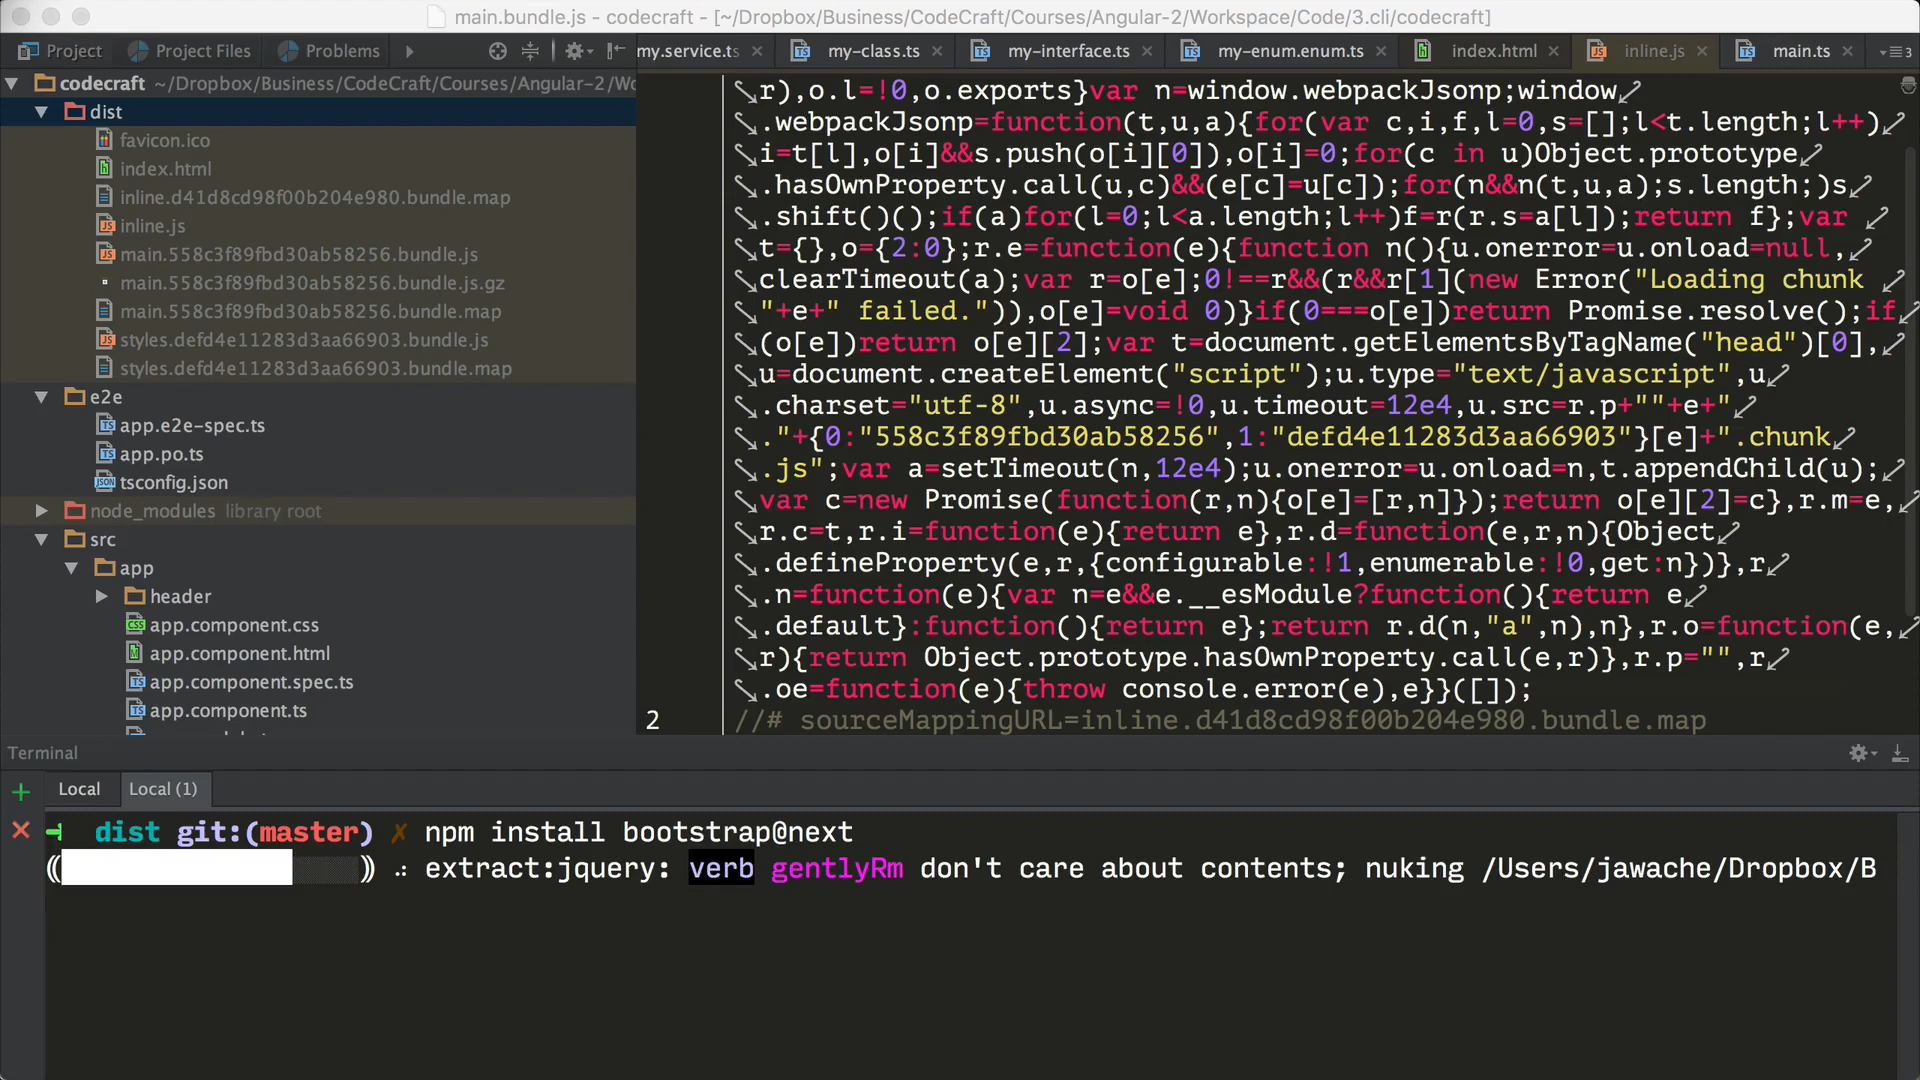 main.bundle.js - codecraft - [~/Dropbox/Business/CodeCraft/Courses/Angular-2/Workspace/Code/3.cli/codecraft]
Project Project Files Problems
my.service.ts my-class.ts my-interface.ts my-enum.enum.ts index.html inline.js main.ts 3
codecraft ~/Dropbox/Business/CodeCraft/Courses/Angular-2/Wo
dist
favicon.ico
index.html
inline.d41d8cd98f00b204e980.bundle.map
inline.js
main.558c3f89fbd30ab58256.bundle.js
main.558c3f89fbd30ab58256.bundle.js.gz
main.558c3f89fbd30ab58256.bundle.map
styles.defd4e11283d3aa66903.bundle.js
styles.defd4e11283d3aa66903.bundle.map
e2e
app.e2e-spec.ts
app.po.ts
tsconfig.json
node_modules library root
src
app
header
app.component.css
app.component.html
app.component.spec.ts
app.component.ts
r),o.l=!0,o.exports}var n=window.webpackJsonp;window
.webpackJsonp=function(t,u,a){for(var c,i,f,l=0,s=[];l<t.length;l++)
i=t[l],o[i]&&s.push(o[i][0]),o[i]=0;for(c in u)Object.prototype
.hasOwnProperty.call(u,c)&&(e[c]=u[c]);for(n&&n(t,u,a);s.length;)s
.shift()();if(a)for(l=0;l<a.length;l++)f=r(r.s=a[l]);return f};var
t={},o={2:0};r.e=function(e){function n(){u.onerror=u.onload=null,
clearTimeout(a);var r=o[e];0!==r&&(r&&r[1](new Error("Loading chunk
"+e+" failed.")),o[e]=void 0)}if(0===o[e])return Promise.resolve();if
(o[e])return o[e][2];var t=document.getElementsByTagName("head")[0],
u=document.createElement("script");u.type="text/javascript",u
.charset="utf-8",u.async=!0,u.timeout=12e4,u.src=r.p+""+e+"
."+{0:"558c3f89fbd30ab58256",1:"defd4e11283d3aa66903"}[e]+".chunk
.js";var a=setTimeout(n,12e4);u.onerror=u.onload=n,t.appendChild(u);
var c=new Promise(function(r,n){o[e]=[r,n]});return o[e][2]=c},r.m=e,
r.c=t,r.i=function(e){return e},r.d=function(e,r,n){Object
.defineProperty(e,r,{configurable:!1,enumerable:!0,get:n})},r
.n=function(e){var n=e&&e.__esModule?function(){return e
.default}:function(){return e};return r.d(n,"a",n),n},r.o=function(e,
r){return Object.prototype.hasOwnProperty.call(e,r)},r.p="",r
.oe=function(e){throw console.error(e),e}}([]);
2 //# sourceMappingURL=inline.d41d8cd98f00b204e980.bundle.map
Terminal
Local Local (1)
dist git:(master) ✗ npm install bootstrap@next
extract:jquery: verb gentlyRm don't care about contents; nuking /Users/jawache/Dropbox/B